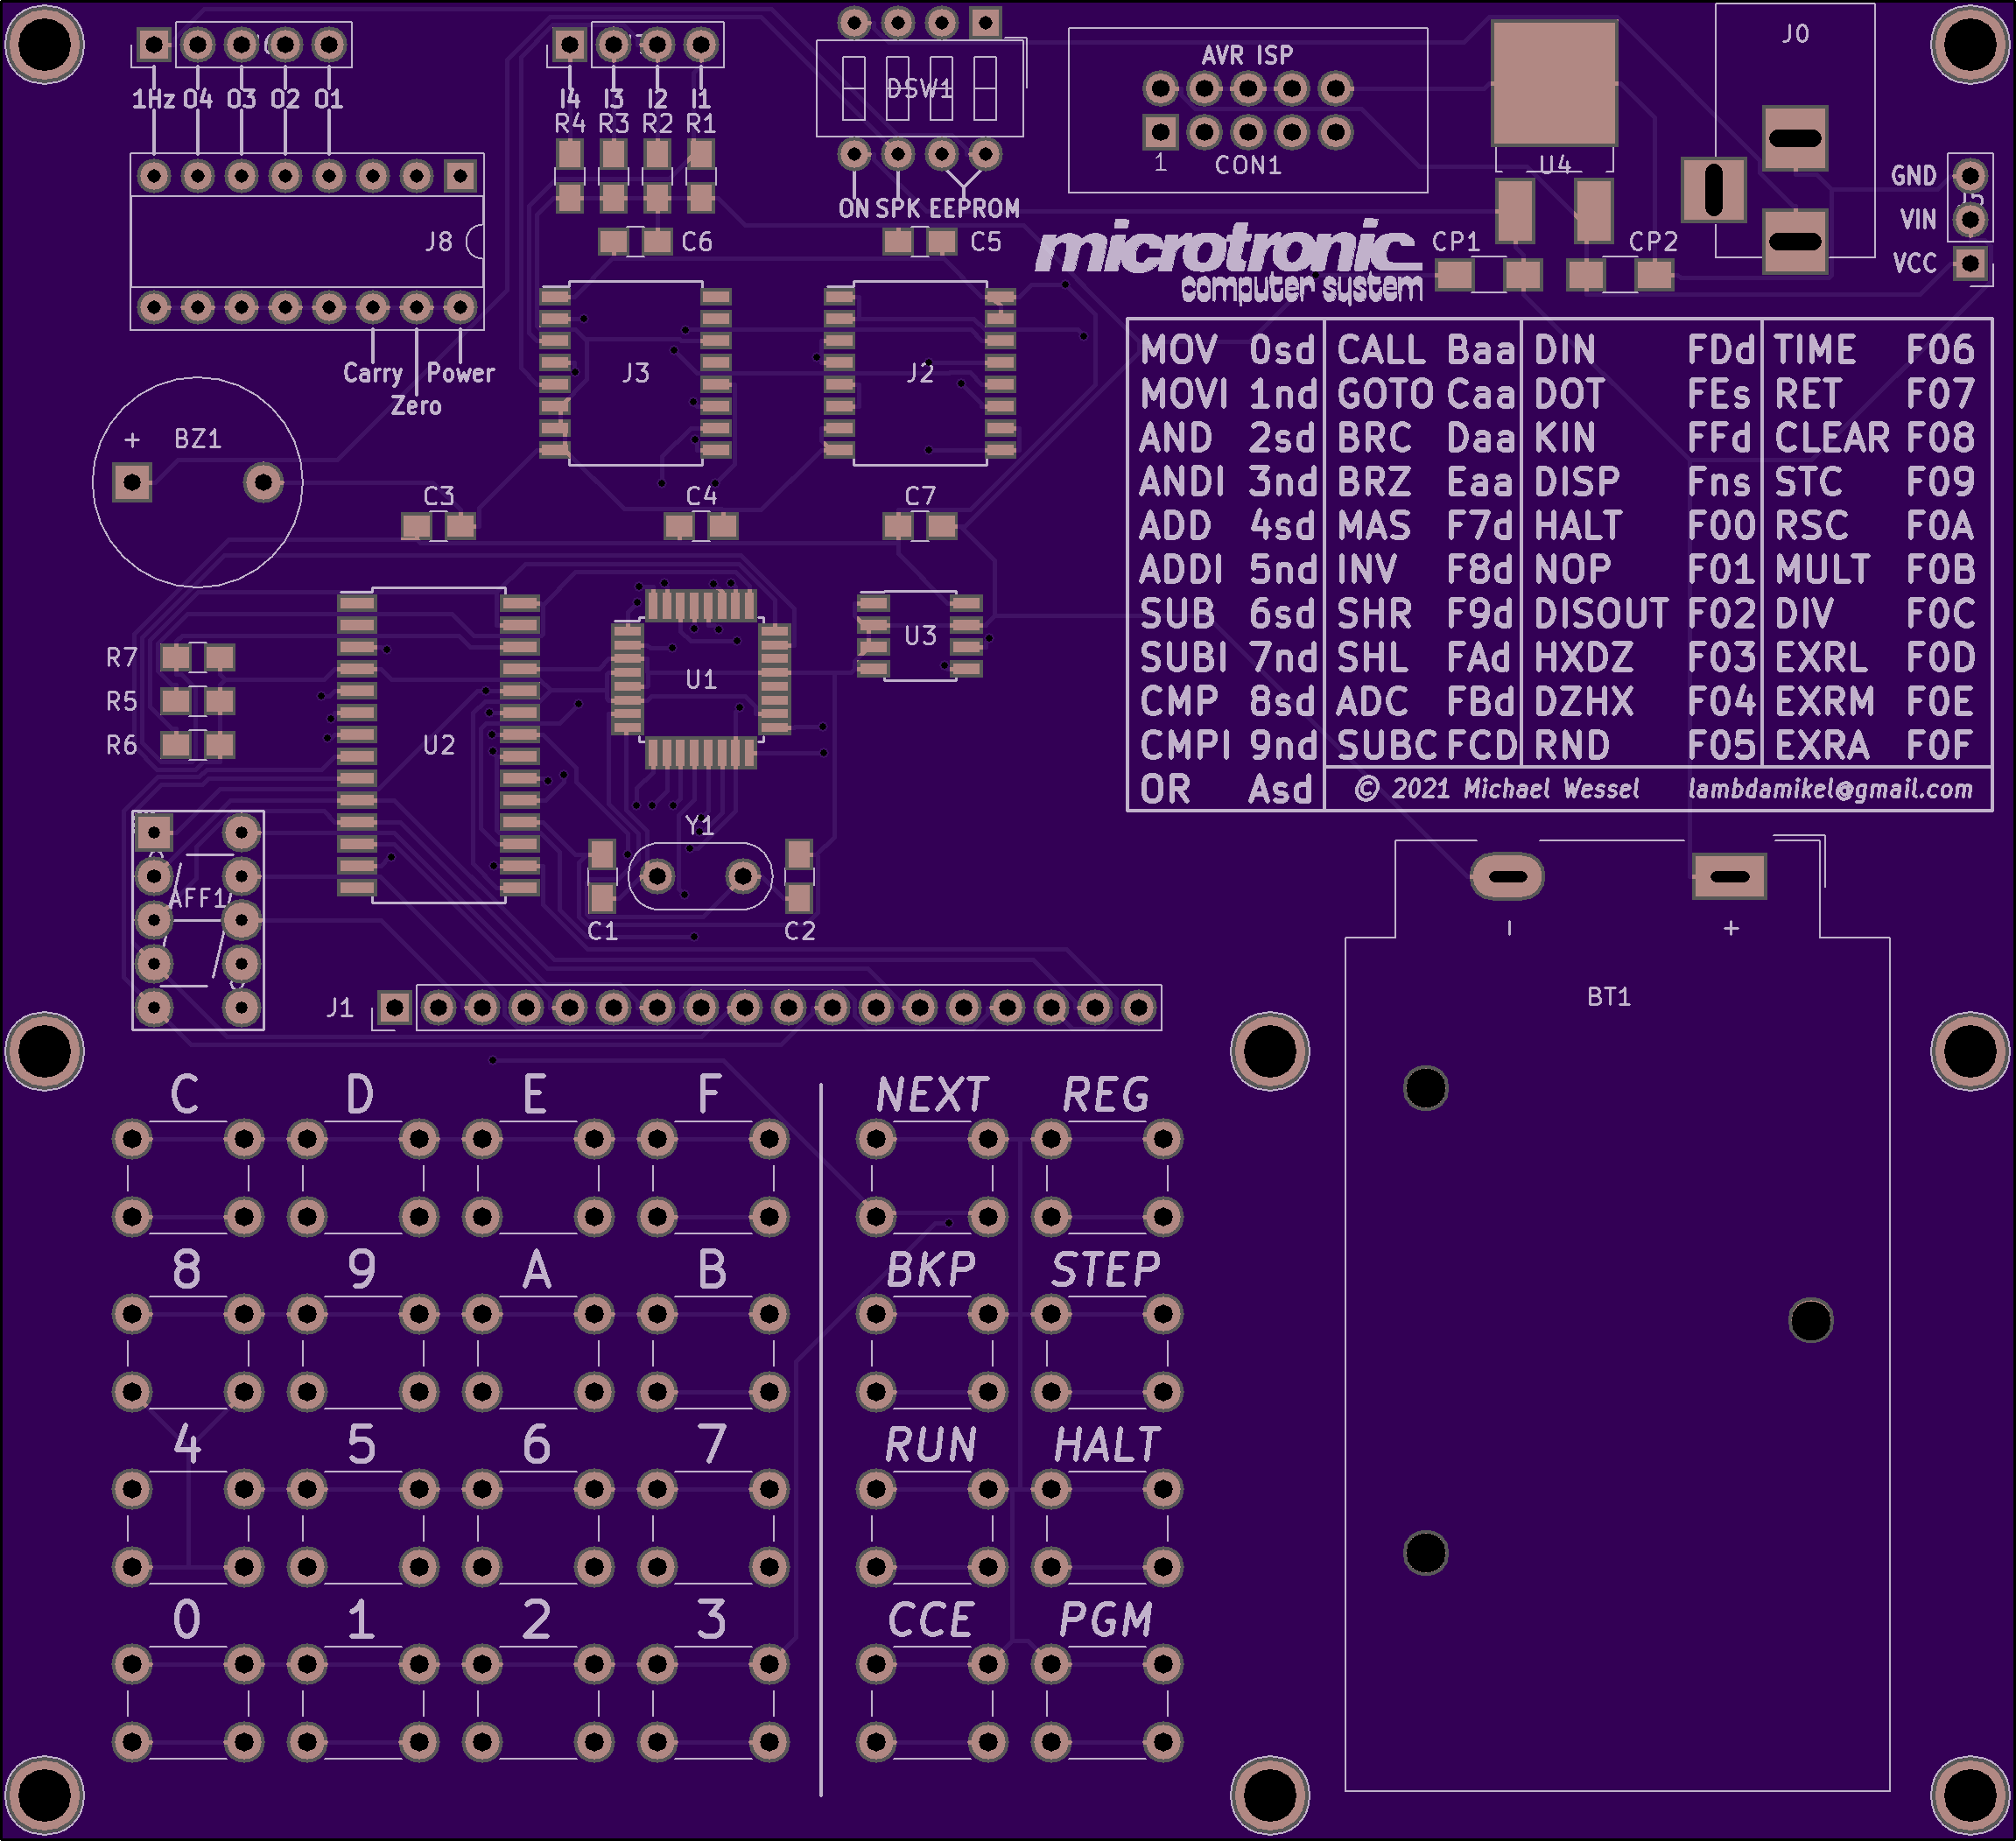 J0
AVR ISP
DSW1
1Hz O4 O3 O2 O1
I4 I3 I2 I1
R4 R3 R2 R1
1 CON1
U4
GND
VIN
VCC
ON SPK EEPROM
J8
C6
C5
CP1
CP2
microtronic
computer system
J3
J2
Carry Power
Zero
+ BZ1
C3
C4
C7
MOV 0sd CALL Baa DIN FDd TIME F06
MOVI 1nd GOTO Caa DOT FEs RET F07
AND 2sd BRC Daa KIN FFd CLEAR F08
ANDI 3nd BRZ Eaa DISP Fns STC F09
ADD 4sd MAS F7d HALT F00 RSC F0A
ADDI 5nd INV F8d NOP F01 MULT F0B
SUB 6sd SHR F9d DISOUT F02 DIV F0C
SUBI 7nd SHL FAd HXDZ F03 EXRL F0D
CMP 8sd ADC FBd DZHX F04 EXRM F0E
CMPI 9nd SUBC FCD RND F05 EXRA F0F
OR Asd © 2021 Michael Wessel lambdamikel@gmail.com
U3
R7
R5
R6
U1
U2
Y1
AFF1
C1
C2
- +
BT1
J1
C D E F NEXT REG
8 9 A B BKP STEP
4 5 6 7 RUN HALT
0 1 2 3 CCE PGM